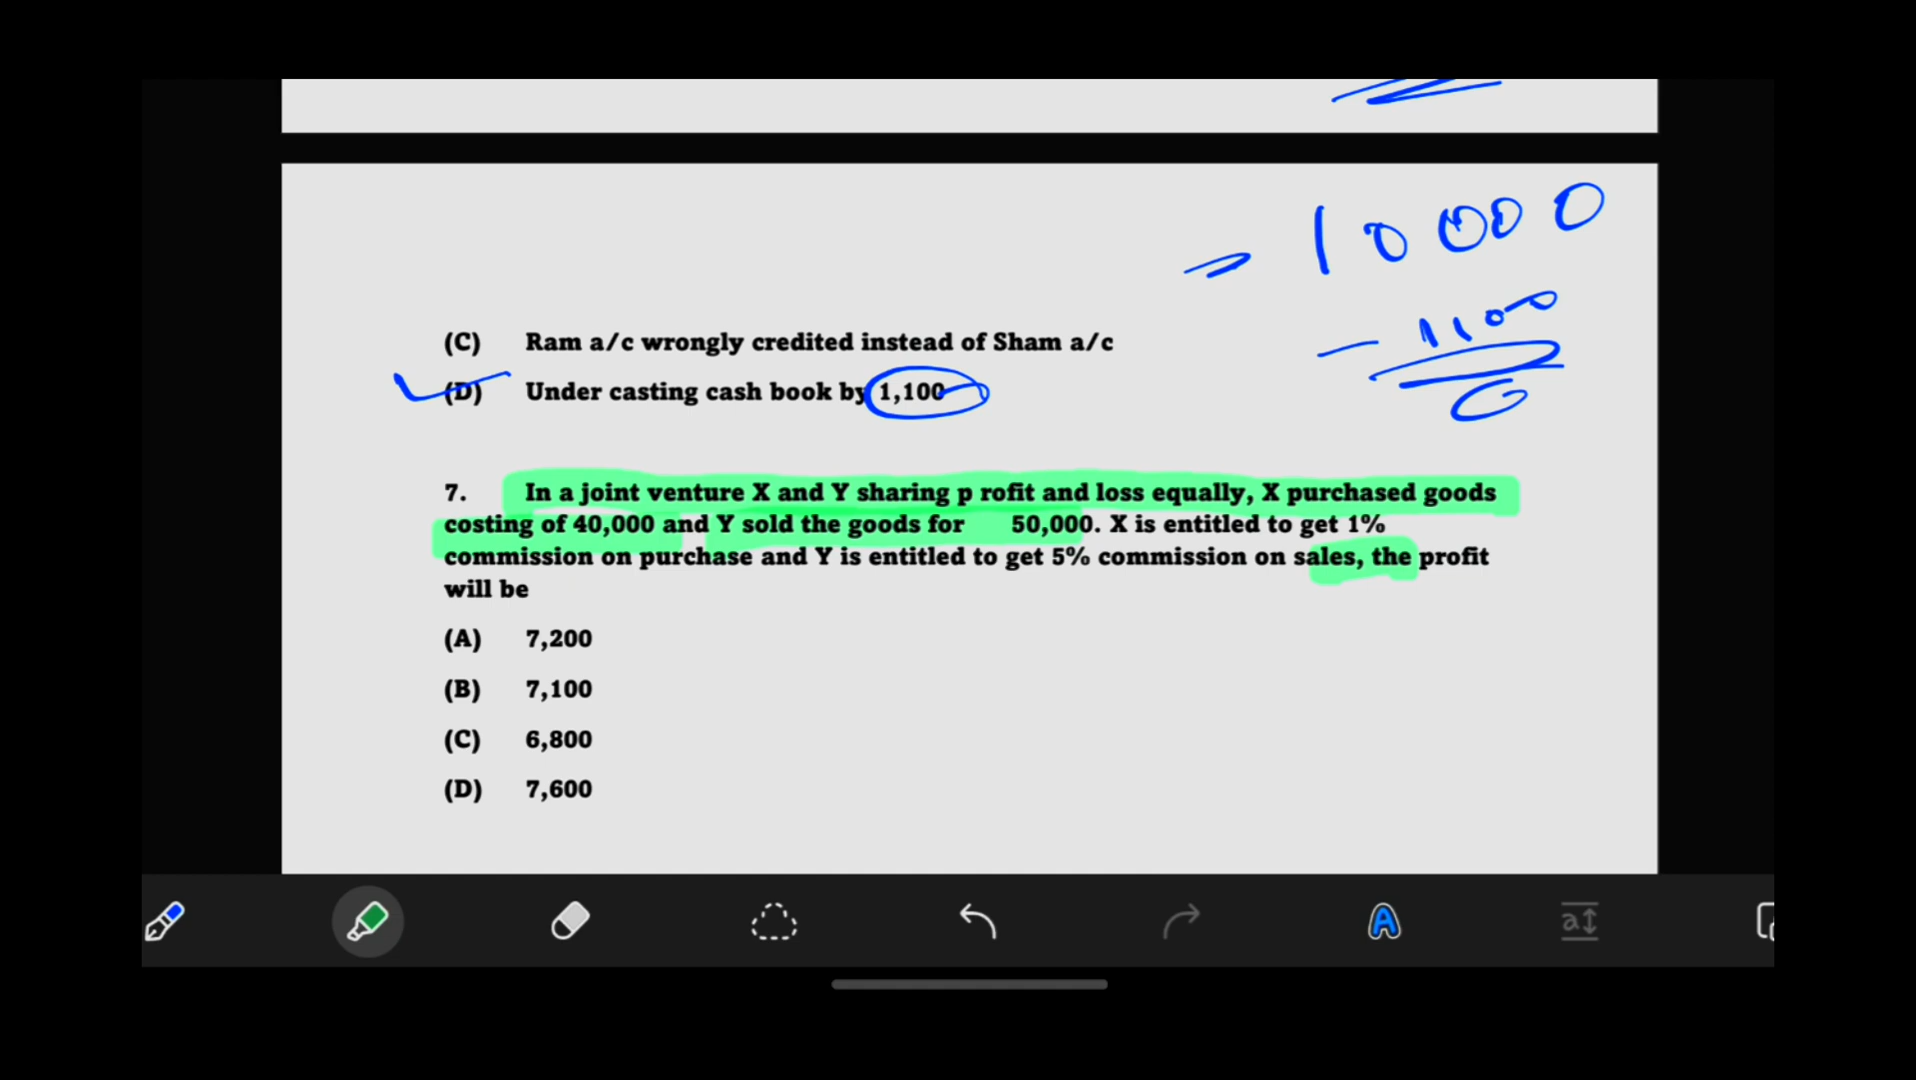 = 10000
(C) Ram a/c wrongly credited instead of Sham a/c
- 1100
(D) Under casting cash book by 1,100
7. In a joint venture X and Y sharing p rofit and loss equally, X purchased goods
costing of 40,000 and Y sold the goods for 50,000. X is entitled to get 1%
commission on purchase and Y is entitled to get 5% commission on sales, the profit
will be
(A) 7,200
(B) 7,100
(C) 6,800
(D) 7,600
A
a